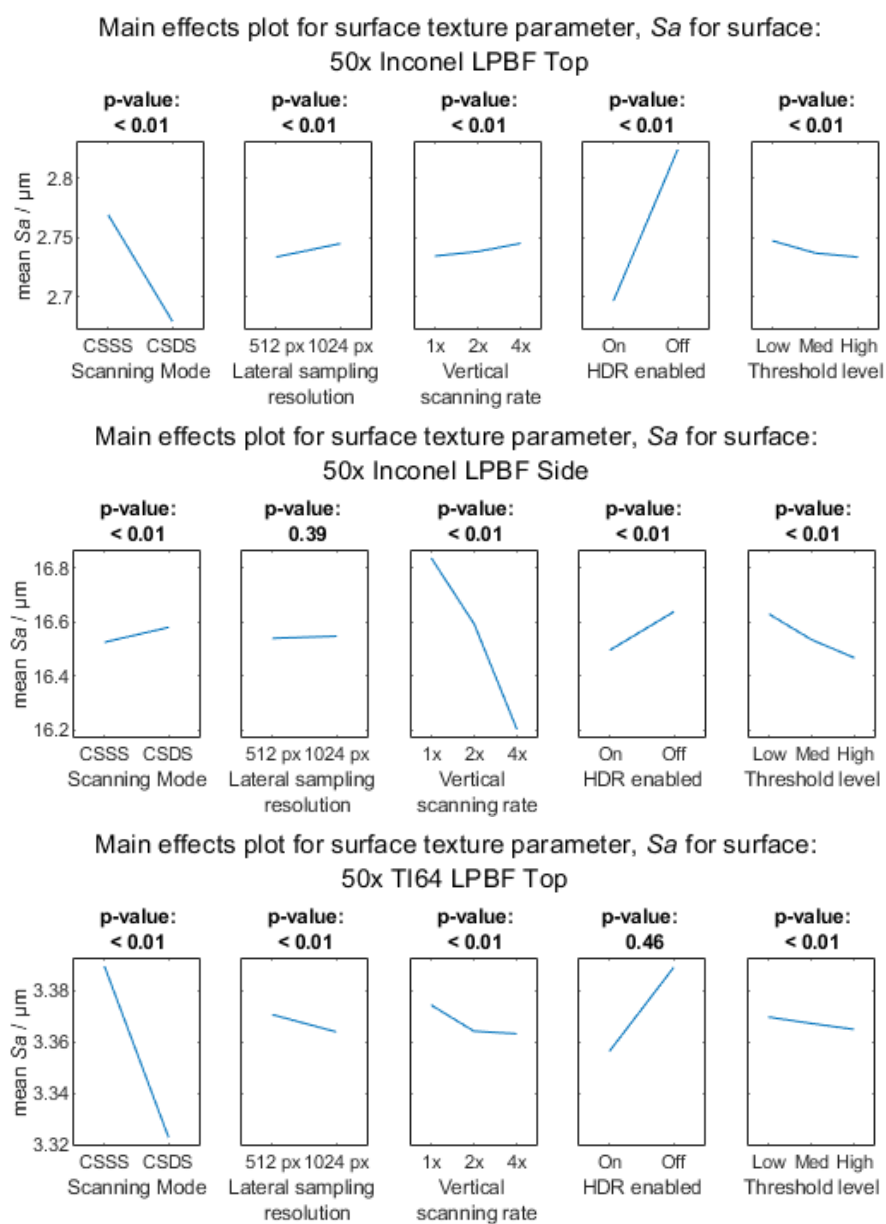 Main effects plot for surface texture parameter, Sa for surface:
50x Inconel LPBF Top
p-value: p-value: p-value: p-value: p-value:
< 0.01 < 0.01 < 0.01 < 0.01 < 0.01
mean Sa / µm
2.8
2.75
2.7
CSSS CSDS 512 px 1024 px 1x 2x 4x On Off Low Med High
Scanning Mode Lateral sampling Vertical HDR enabled Threshold level
resolution scanning rate
Main effects plot for surface texture parameter, Sa for surface:
50x Inconel LPBF Side
p-value: p-value: p-value: p-value: p-value:
< 0.01 0.39 < 0.01 < 0.01 < 0.01
mean Sa / µm
16.8
16.6
16.4
16.2
CSSS CSDS 512 px 1024 px 1x 2x 4x On Off Low Med High
Scanning Mode Lateral sampling Vertical HDR enabled Threshold level
resolution scanning rate
Main effects plot for surface texture parameter, Sa for surface:
50x TI64 LPBF Top
p-value: p-value: p-value: p-value: p-value:
< 0.01 < 0.01 < 0.01 0.46 < 0.01
mean Sa / µm
3.38
3.36
3.34
3.32
CSSS CSDS 512 px 1024 px 1x 2x 4x On Off Low Med High
Scanning Mode Lateral sampling Vertical HDR enabled Threshold level
resolution scanning rate